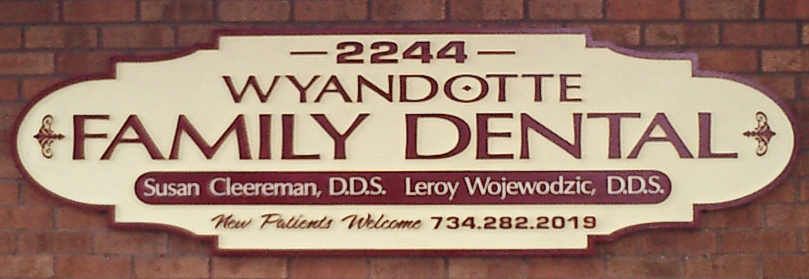 2244
WYANDOTTE
FAMILY DENTAL
Susan Cleereman, D.D.S. Leroy Wojewodzic, D.D.S.
New Patients Welcome 734.282.2019